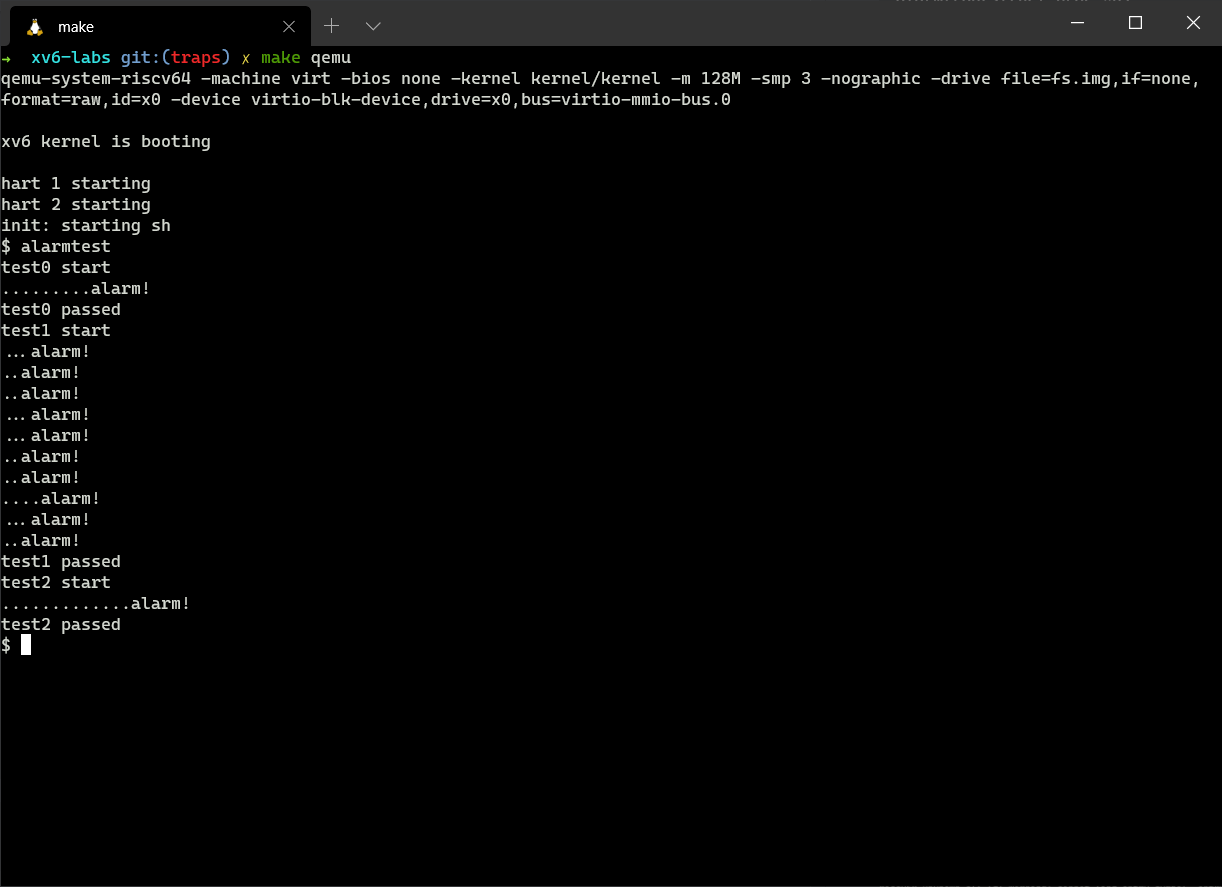 make
→ xv6-labs git:(traps) ✗ make qemu
qemu-system-riscv64 -machine virt -bios none -kernel kernel/kernel -m 128M -smp 3 -nographic -drive file=fs.img,if=none,
format=raw,id=x0 -device virtio-blk-device,drive=x0,bus=virtio-mmio-bus.0
xv6 kernel is booting
hart 1 starting
hart 2 starting
init: starting sh
$ alarmtest
test0 start
.........alarm!
test0 passed
test1 start
...alarm!
..alarm!
..alarm!
...alarm!
...alarm!
..alarm!
..alarm!
....alarm!
...alarm!
..alarm!
test1 passed
test2 start
.............alarm!
test2 passed
$